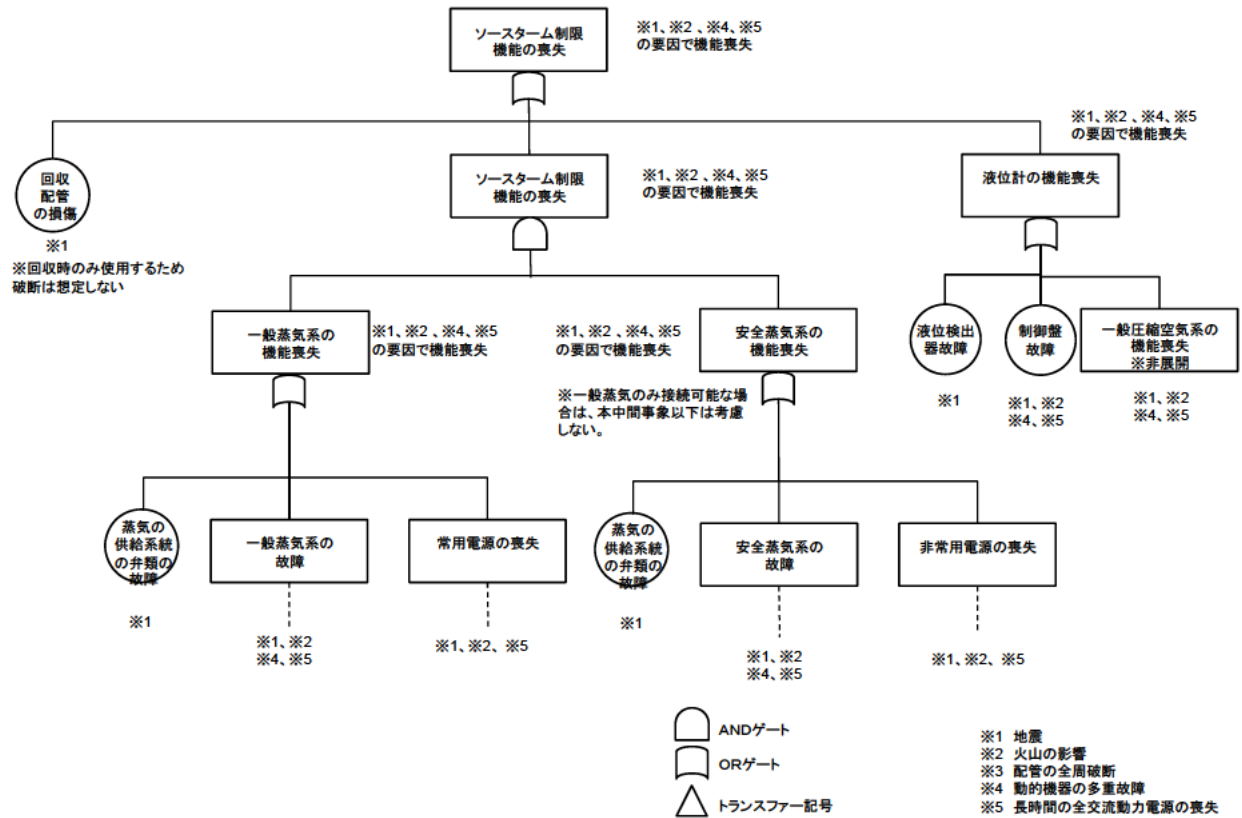 ソースターム制限
機能の喪失
※1、※2 、※4、※5
の要因で機能喪失
※1、※2 、※4、※5
の要因で機能喪失
回収
配管
の損傷
※1
※回収時のみ使用するため
破断は想定しない
ソースターム制限
機能の喪失
※1、※2 、※4、※5
の要因で機能喪失
液位計の機能喪失
一般蒸気系の
機能喪失
※1、※2 、※4、※5
の要因で機能喪失
※1、※2 、※4、※5
の要因で機能喪失
安全蒸気系の
機能喪失
※一般蒸気のみ接続可能な場
合は、本中間事象以下は考慮
しない。
液位検出
器故障
※1
制御盤
故障
※1、※2
※4、※5
一般圧縮空気系の
機能喪失
※非展開
※1、※2
※4、※5
蒸気の
供給系統
の弁類の
故障
※1
一般蒸気系の
故障
※1、※2
※4、※5
常用電源の喪失
※1、※2、※5
蒸気の
供給系統
の弁類の
故障
※1
安全蒸気系の
故障
※1、※2
※4、※5
非常用電源の喪失
※1、※2、※5
ANDゲート
ORゲート
トランスファー記号
※1 地震
※2 火山の影響
※3 配管の全周破断
※4 動的機器の多重故障
※5 長時間の全交流動力電源の喪失